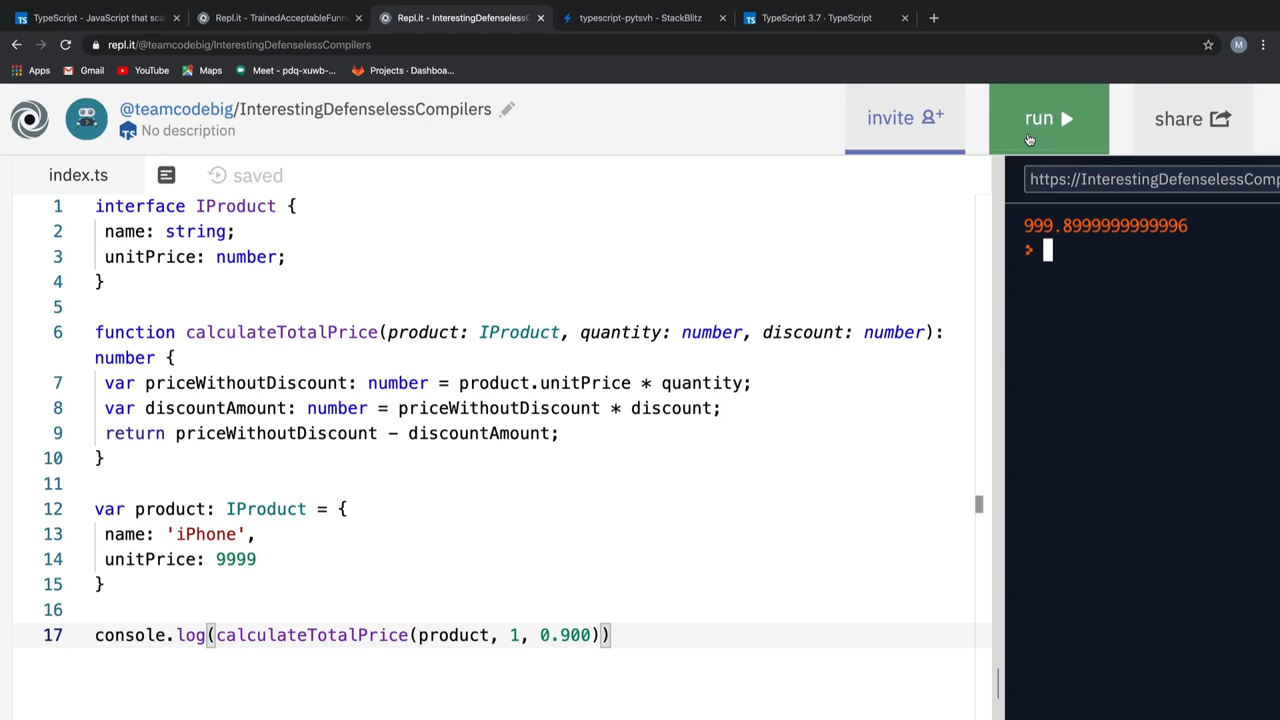 TypeScript - JavaScript that sca
Repl.it - TrainedAcceptableFunn
Repl.it - InterestingDefenseless
typescript-pytsvh - StackBlitz
TypeScript 3.7 · TypeScript
repl.it/@teamcodebig/InterestingDefenselessCompilers
M
Apps
Gmail
YouTube
Maps
Meet - pdq-xuwb-...
Projects · Dashboa...
@teamcodebig/InterestingDefenselessCompilers
TS No description
invite
run
share
index.ts
saved
https://InterestingDefenselessComp
1 interface IProduct {
2 name: string;
3 unitPrice: number;
4 }
5
6 function calculateTotalPrice(product: IProduct, quantity: number, discount: number):
number {
7 var priceWithoutDiscount: number = product.unitPrice * quantity;
8 var discountAmount: number = priceWithoutDiscount * discount;
9 return priceWithoutDiscount - discountAmount;
10 }
11
12 var product: IProduct = {
13 name: 'iPhone',
14 unitPrice: 9999
15 }
16
17 console.log(calculateTotalPrice(product, 1, 0.900))
999.8999999999996
>